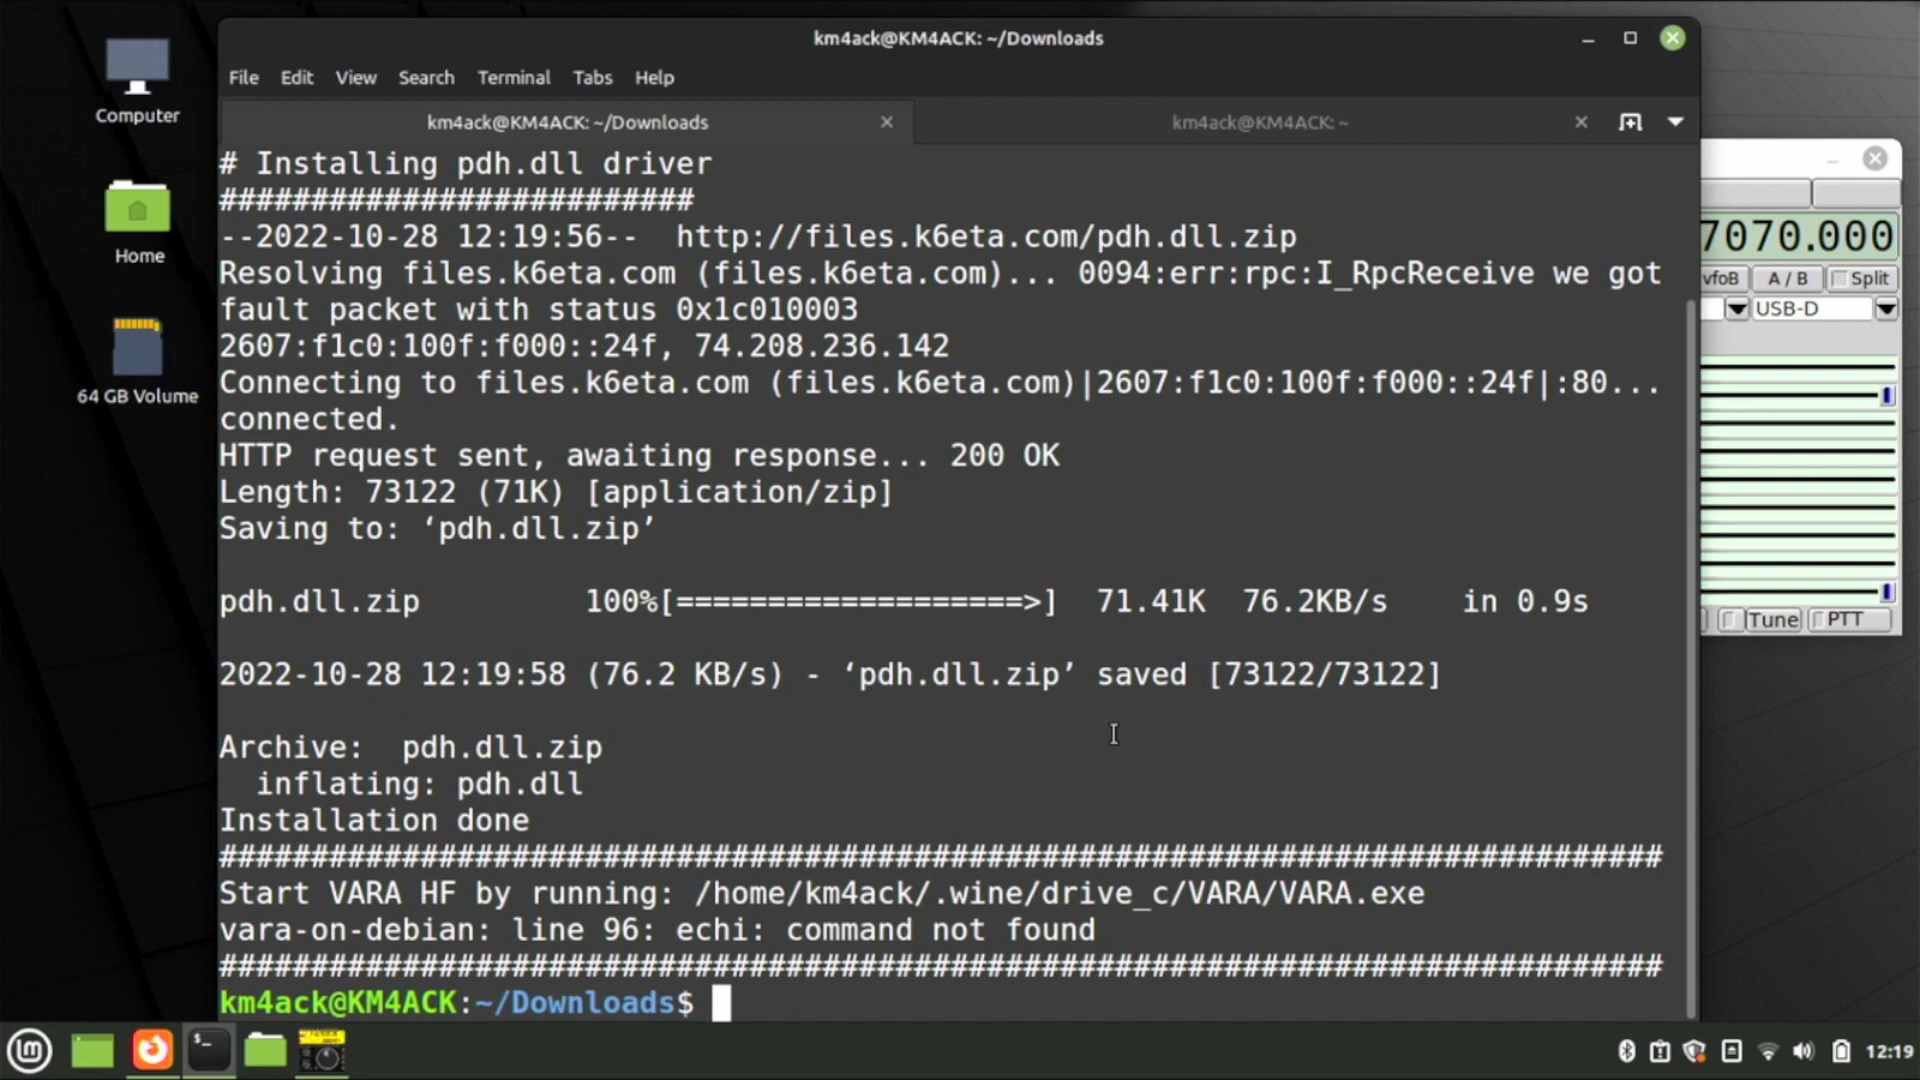 km4ack@KM4ACK: ~/Downloads
Computer
Home
64 GB Volume
File Edit View Search Terminal Tabs Help
km4ack@KM4ACK: ~/Downloads
km4ack@KM4ACK: ~
# Installing pdh.dll driver
##########################
--2022-10-28 12:19:56--  http://files.k6eta.com/pdh.dll.zip
Resolving files.k6eta.com (files.k6eta.com)... 0094:err:rpc:I_RpcReceive we got
fault packet with status 0x1c010003
2607:f1c0:100f:f000::24f, 74.208.236.142
Connecting to files.k6eta.com (files.k6eta.com)|2607:f1c0:100f:f000::24f|:80...
connected.
HTTP request sent, awaiting response... 200 OK
Length: 73122 (71K) [application/zip]
Saving to: ‘pdh.dll.zip’
pdh.dll.zip         100%[===================>]  71.41K  76.2KB/s    in 0.9s
2022-10-28 12:19:58 (76.2 KB/s) - ‘pdh.dll.zip’ saved [73122/73122]
Archive:  pdh.dll.zip
  inflating: pdh.dll
Installation done
###############################################################################
Start VARA HF by running: /home/km4ack/.wine/drive_c/VARA/VARA.exe
vara-on-debian: line 96: echi: command not found
###############################################################################
km4ack@KM4ACK:~/Downloads$
7070.000
vfoB A / B Split
USB-D
Tune PTT
12:19